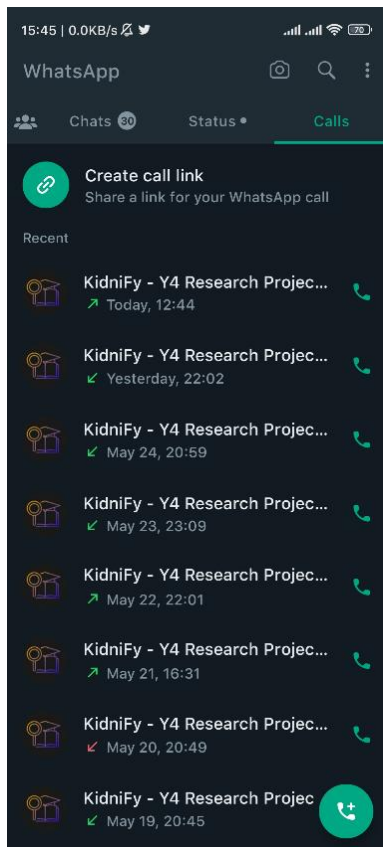 15:45 | 0.0KB/s 70
WhatsApp
Chats 30 Status Calls
Create call link
Share a link for your WhatsApp call
Recent
KidniFy - Y4 Research Projec...
Today, 12:44
KidniFy - Y4 Research Projec...
Yesterday, 22:02
KidniFy - Y4 Research Projec...
May 24, 20:59
KidniFy - Y4 Research Projec...
May 23, 23:09
KidniFy - Y4 Research Projec...
May 22, 22:01
KidniFy - Y4 Research Projec...
May 21, 16:31
KidniFy - Y4 Research Projec...
May 20, 20:49
KidniFy - Y4 Research Projec
May 19, 20:45